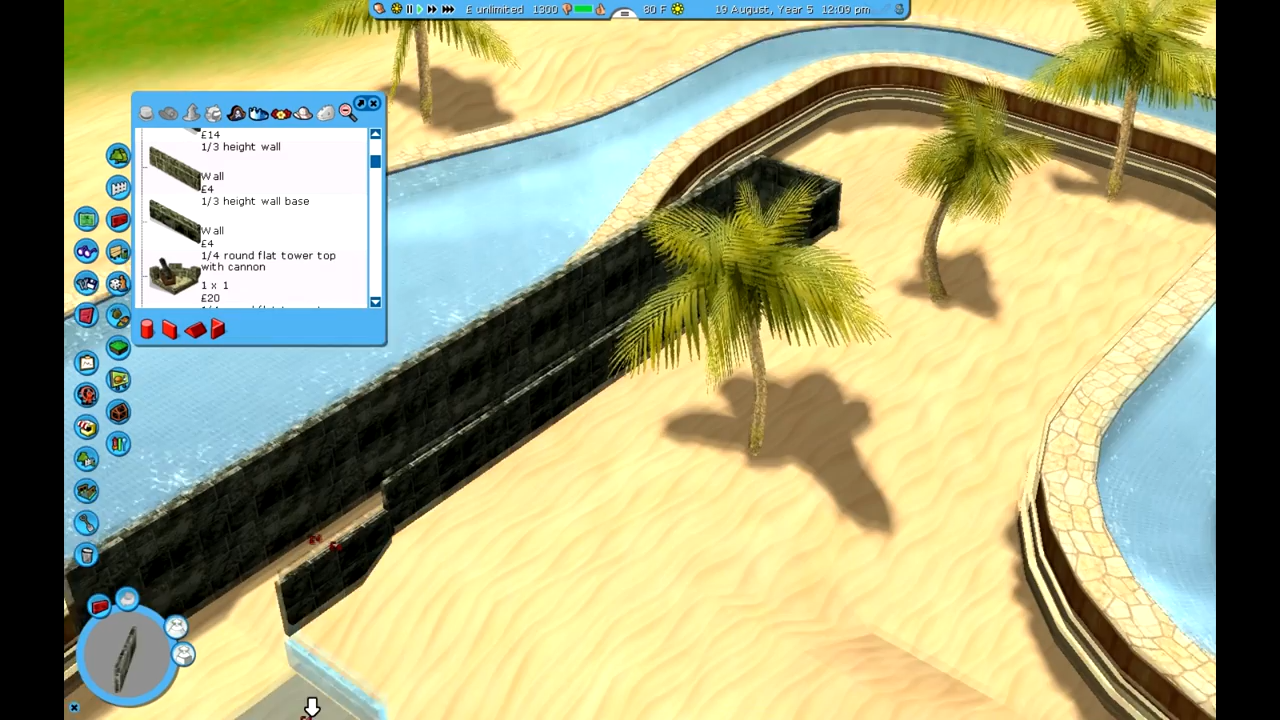 £ unlimited 1300 80 F 19 August, Year 5 12:09 pm
£14
1/3 height wall
Wall
£4
1/3 height wall base
Wall
£4
1/4 round flat tower top
with cannon
1 x 1
£20